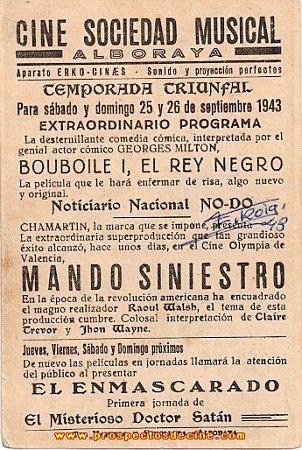 CINE SOCIEDAD MUSICAL
ALBORAYA
Aparato ERKO-CINÆS - Sonido y proyección perfectos
TEMPORADA TRIUNFAL
Para sábado y domingo 25 y 26 de septiembre 1943
EXTRAORDINARIO PROGRAMA
La desternillante comedia cómica, interpretada por el
genial actor cómico GEORGES MILTON,
BOUBOILE I, EL REY NEGRO
La película que le hará enfermar de risa, algo nuevo
y original.
Noticiario Nacional NO-DO
CHAMARTIN, la marca que se impone, presenta
La extraordinaria superproducción que tan grandioso
éxito alcanzó, hace unos días, en el Cine Olympia de
Valencia,
MANDO SINIESTRO
En la época de la revolución americana ha encuadrado
el magno realizador Raoul Walsh, el tema de esta
producción cumbre. Colosal interpretación de Claire
Trevor y Jhon Wayne.
Jueves, Viernes, Sábado y Domingo próximos
De nuevo las películas en jornadas llamará la atención
del público al presentar
EL ENMASCARADO
Primera jornada de
El Misterioso Doctor Satán
www.prospectosdecine.com